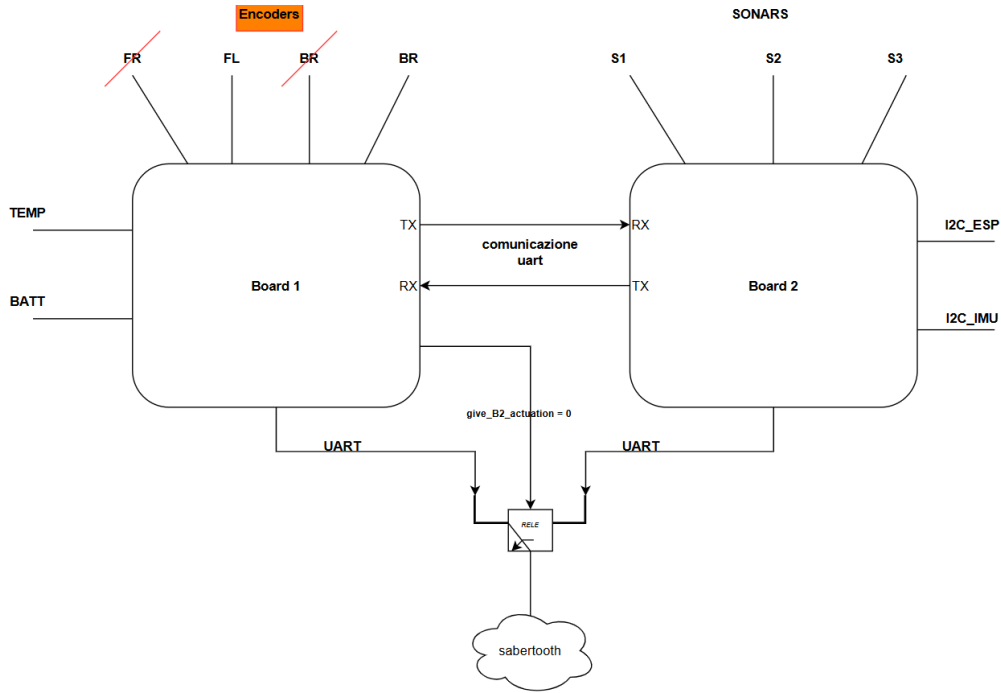 Encoders
SONARS
FR
FL
BR
BR
S1
S2
S3
TEMP
I2C_ESP
TX
RX
comunicazione
uart
Board 1
RX
TX
Board 2
BATT
I2C_IMU
give_B2_actuation = 0
UART
UART
RELE
sabertooth